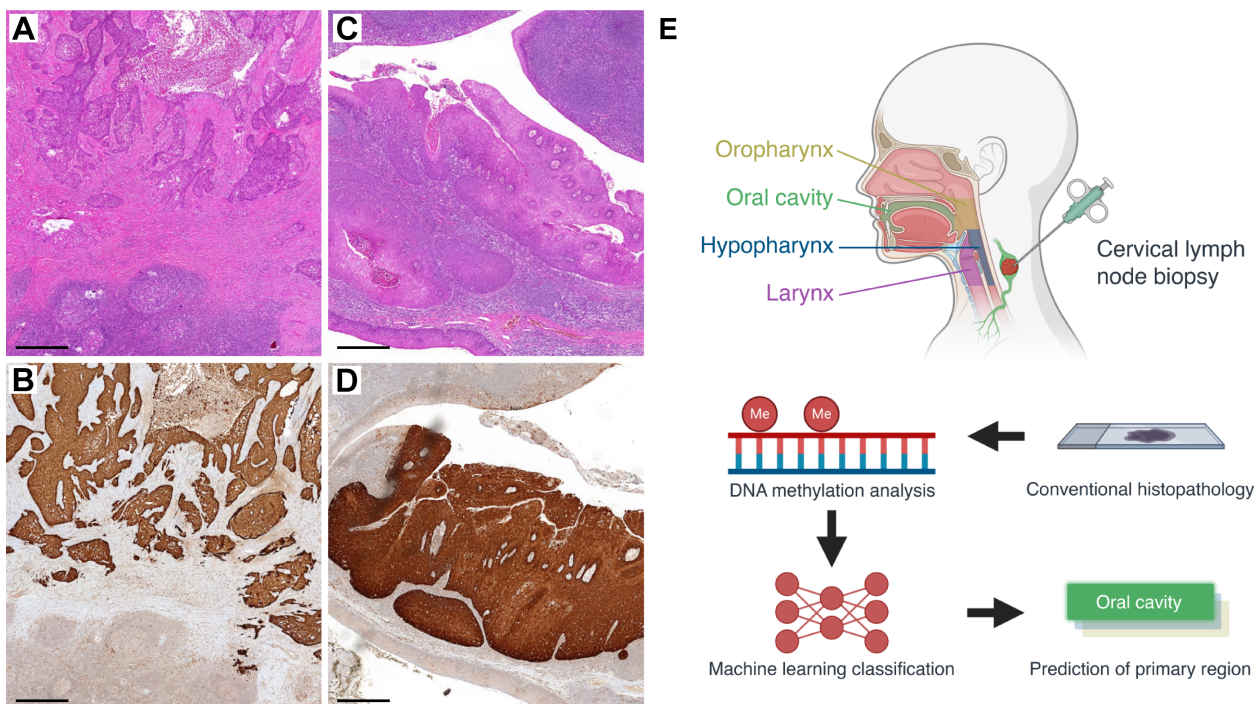 A
C
E
B
D
Oropharynx
Oral cavity
Hypopharynx
Larynx
Cervical lymph
node biopsy
Me
Me
DNA methylation analysis
Conventional histopathology
Oral cavity
Machine learning classification
Prediction of primary region